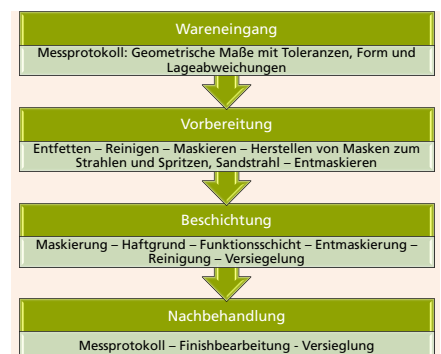 Wareneingang
Messprotokoll: Geometrische Maße mit Toleranzen, Form und
Lageabweichungen
Vorbereitung
Entfetten – Reinigen – Maskieren – Herstellen von Masken zum
Strahlen und Spritzen, Sandstrahl – Entmaskieren
Beschichtung
Maskierung – Haftgrund – Funktionsschicht – Entmaskierung –
Reinigung – Versiegelung
Nachbehandlung
Messprotokoll – Finishbearbeitung - Versieglung